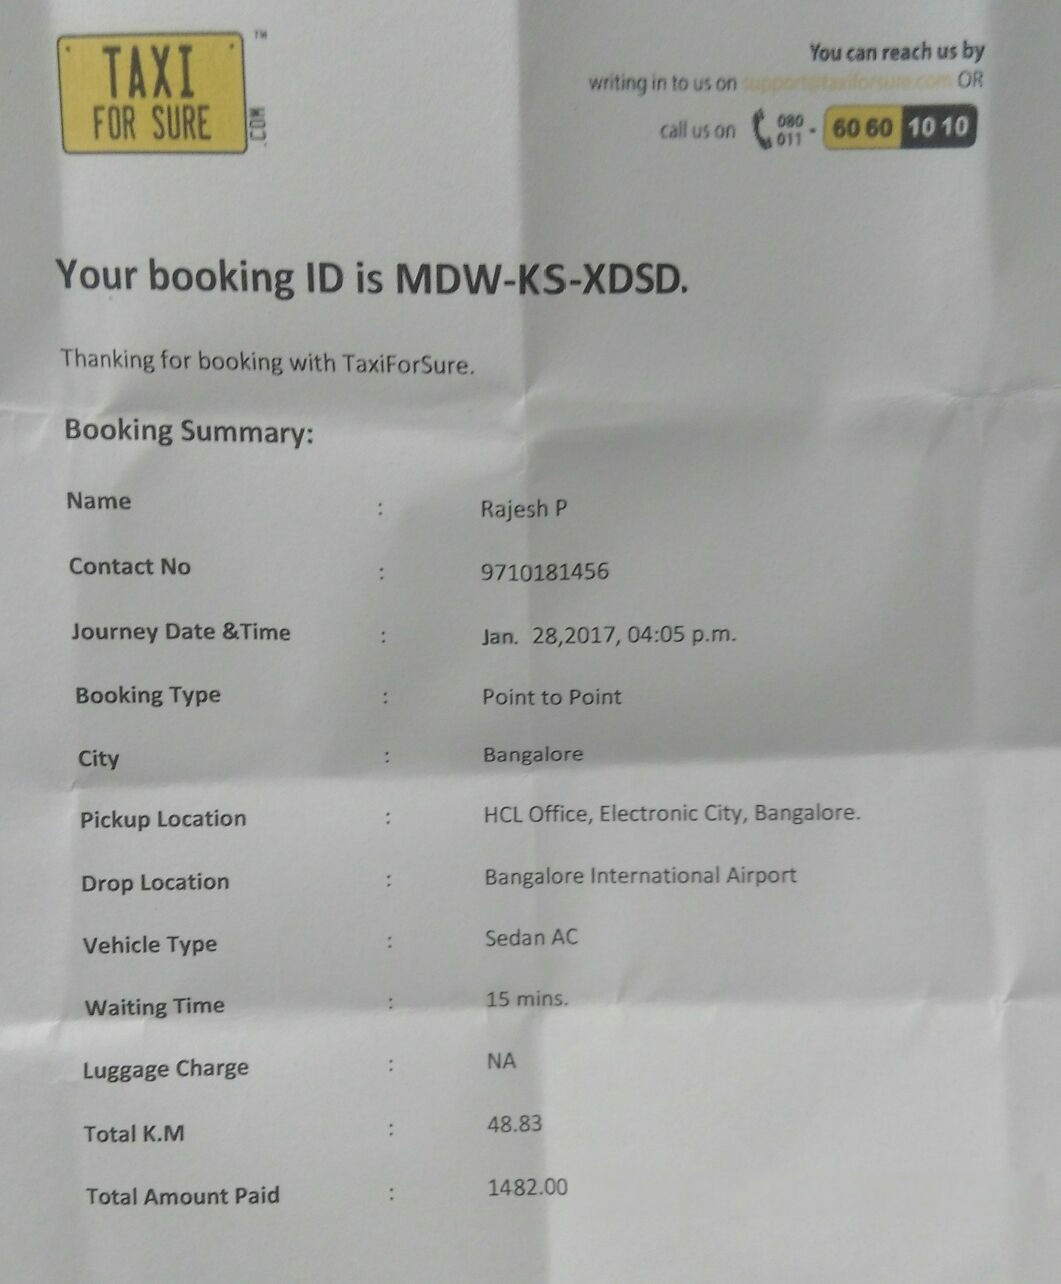 TAXI
FOR SURE
.COM
TM
You can reach us by
writing in to us on support@taxiforsure.com OR
call us on 080 011 - 60 60 10 10
Your booking ID is MDW-KS-XDSD.
Thanking for booking with TaxiForSure.
Booking Summary:
Name : Rajesh P
Contact No : 9710181456
Journey Date &Time : Jan. 28,2017, 04:05 p.m.
Booking Type : Point to Point
City : Bangalore
Pickup Location : HCL Office, Electronic City, Bangalore.
Drop Location : Bangalore International Airport
Vehicle Type : Sedan AC
Waiting Time : 15 mins.
Luggage Charge : NA
Total K.M : 48.83
Total Amount Paid : 1482.00